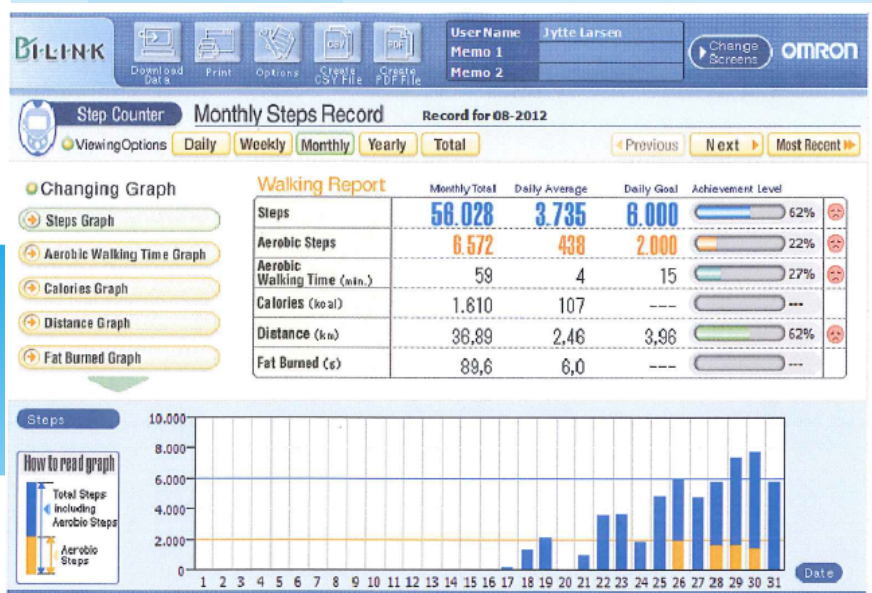 BI-LINK
Download Data
Print
Options
Create CSV File
Create PDF File
User Name Jytte Larsen
Memo 1
Memo 2
Change Screens
OMRON
Step Counter
Monthly Steps Record
Record for 08-2012
Viewing Options
Daily
Weekly
Monthly
Yearly
Total
Previous
Next
Most Recent
Changing Graph
Steps Graph
Aerobic Walking Time Graph
Calories Graph
Distance Graph
Fat Burned Graph
Walking Report Monthly Total Daily Average Daily Goal Achievement Level
Steps 56.028 3.735 6.000 62%
Aerobic Steps 6.572 438 2.000 22%
Aerobic
Walking Time (min.) 59 4 15 27%
Calories (kcal) 1.610 107 --- ---
Distance (km) 36,89 2,46 3,96 62%
Fat Burned (g) 89,6 6,0 --- ---
Steps
How to read graph
Total Steps
including
Aerobic Steps
Aerobic
Steps
10.000
8.000
6.000
4.000
2.000
0
1 2 3 4 5 6 7 8 9 10 11 12 13 14 15 16 17 18 19 20 21 22 23 24 25 26 27 28 29 30 31
Date